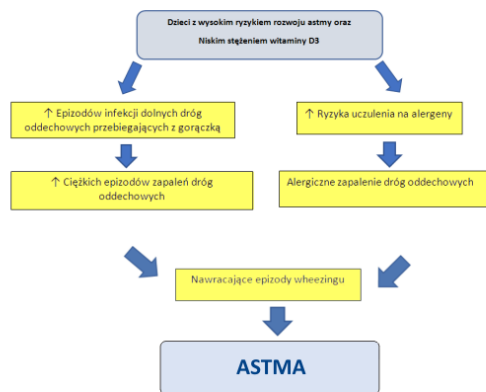 Dzieci z wysokim ryzykiem rozwoju astmy oraz
Niskim stężeniem witaminy D3
↑ Epizodów infekcji dolnych dróg
oddechowych przebiegających z gorączką
↑ Ryzyka uczulenia na alergeny
↑ Ciężkich epizodów zapaleń dróg
oddechowych
Alergiczne zapalenie dróg oddechowych
Nawracające epizody wheezingu
ASTMA